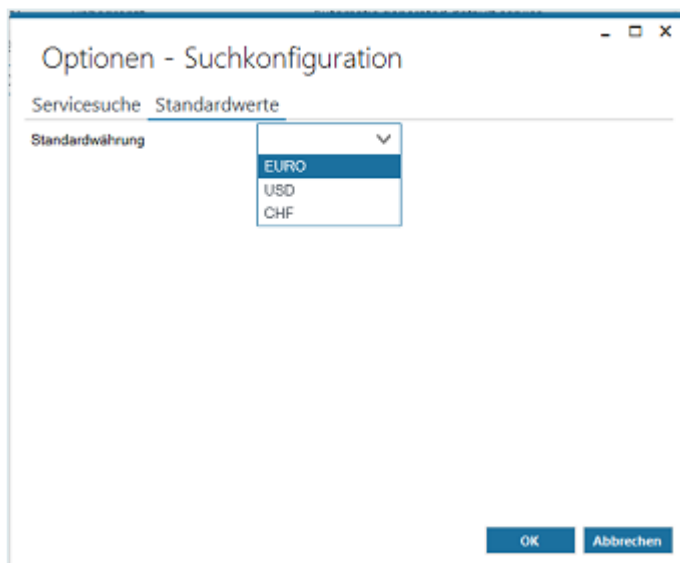 Optionen - Suchkonfiguration
Servicesuche Standardwerte
Standardwährung
EURO
USD
CHF
OK Abbrechen